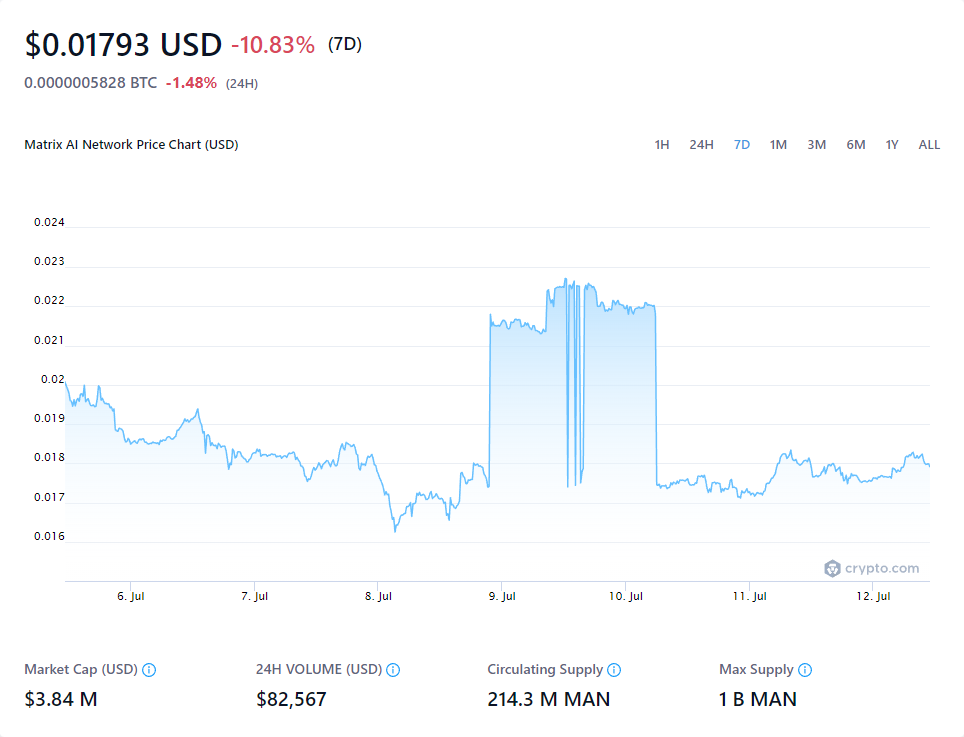 $0.01793 USD -10.83% (7D)
0.0000005828 BTC -1.48% (24H)
Matrix AI Network Price Chart (USD) 1H 24H 7D 1M 3M 6M 1Y ALL
0.024
0.023
0.022
0.021
0.02
0.019
0.018
0.017
0.016
crypto.com
6. Jul 7. Jul 8. Jul 9. Jul 10. Jul 11. Jul 12. Jul
Market Cap (USD) 24H VOLUME (USD) Circulating Supply Max Supply
$3.84 M $82,567 214.3 M MAN 1 B MAN